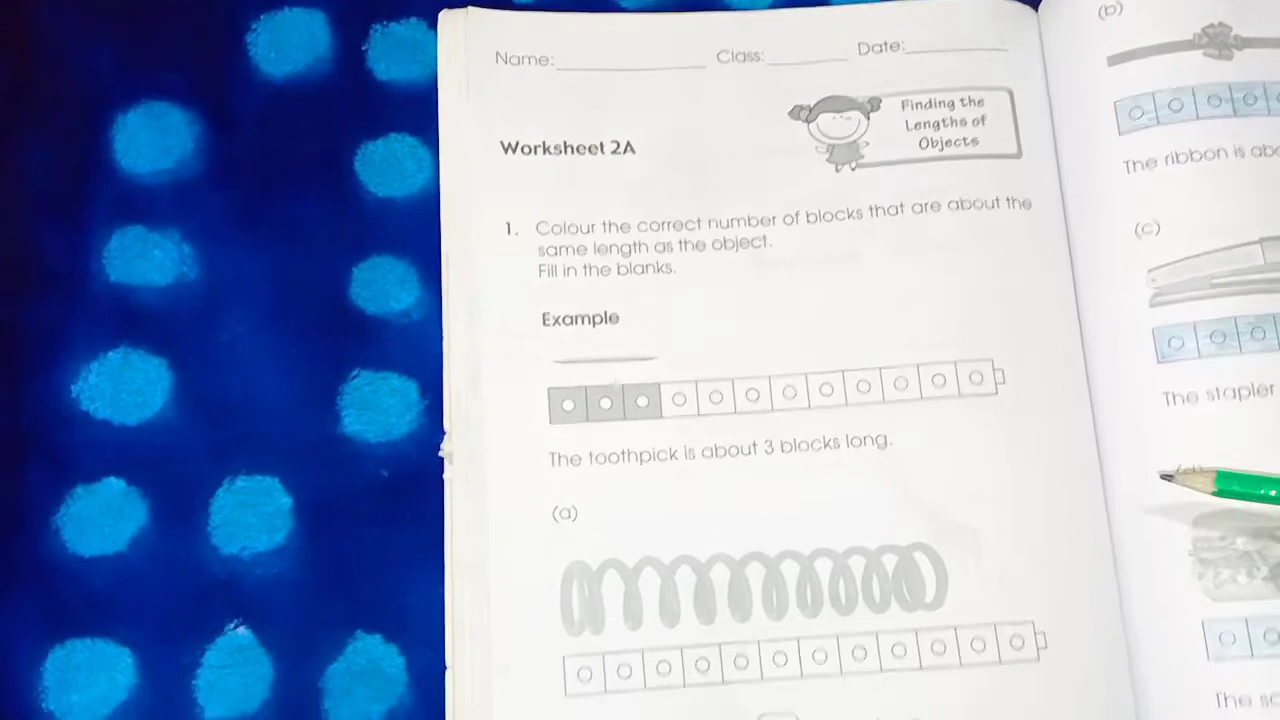 Name: Class: Date:
Finding the
Lengths of
Objects
Worksheet 2A
1. Colour the correct number of blocks that are about the
same length as the object.
Fill in the blanks.
Example
The toothpick is about 3 blocks long.
(a)
(b)
The ribbon is
(c)
The stapler
The